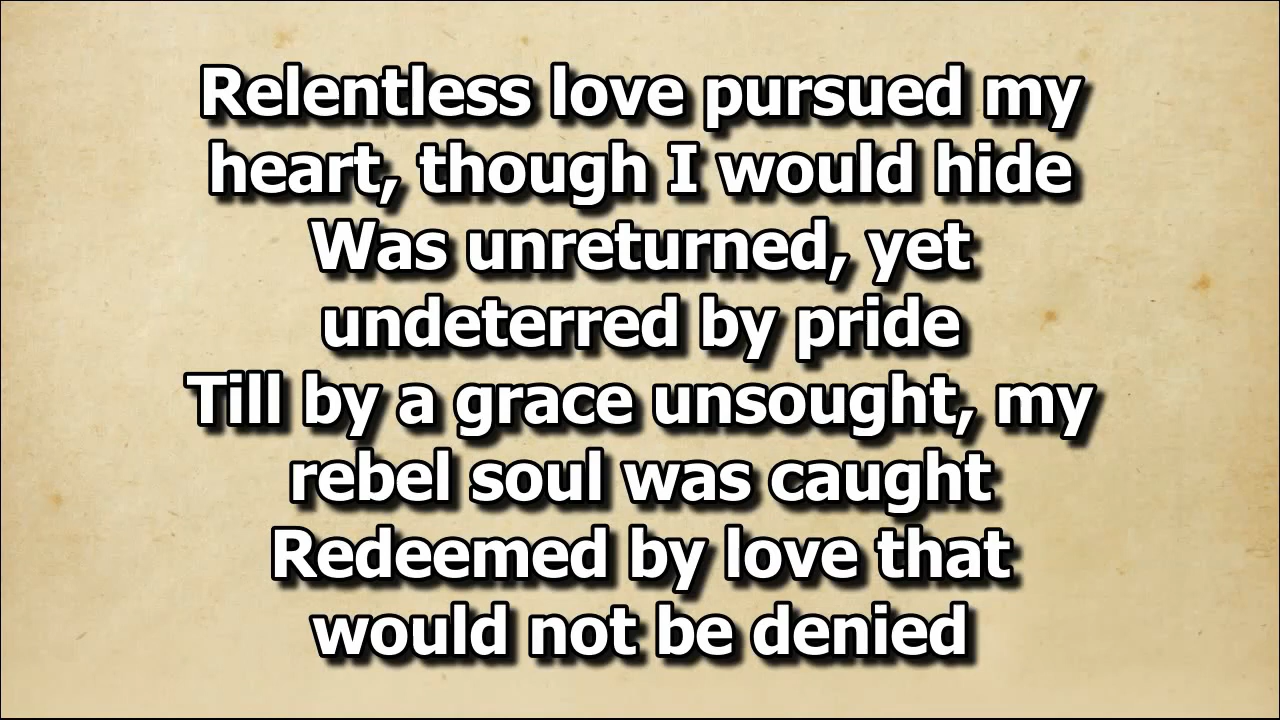 Relentless love pursued my
heart, though I would hide
Was unreturned, yet
undeterred by pride
Till by a grace unsought, my
rebel soul was caught
Redeemed by love that
would not be denied